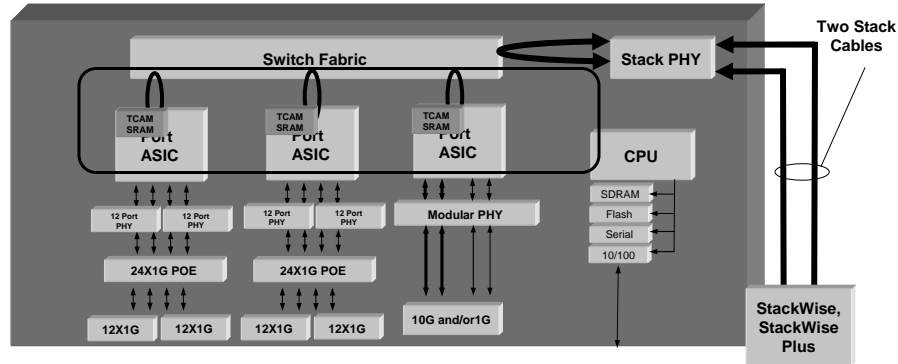 Switch Fabric
Stack PHY
Two Stack
Cables
TCAM
SRAM
Port
ASIC
TCAM
SRAM
Port
ASIC
TCAM
SRAM
Port
ASIC
CPU
SDRAM
Flash
Serial
10/100
12 Port
PHY
12 Port
PHY
12 Port
PHY
12 Port
PHY
Modular PHY
24X1G POE
24X1G POE
12X1G
12X1G
12X1G
12X1G
10G and/or1G
StackWise,
StackWise
Plus